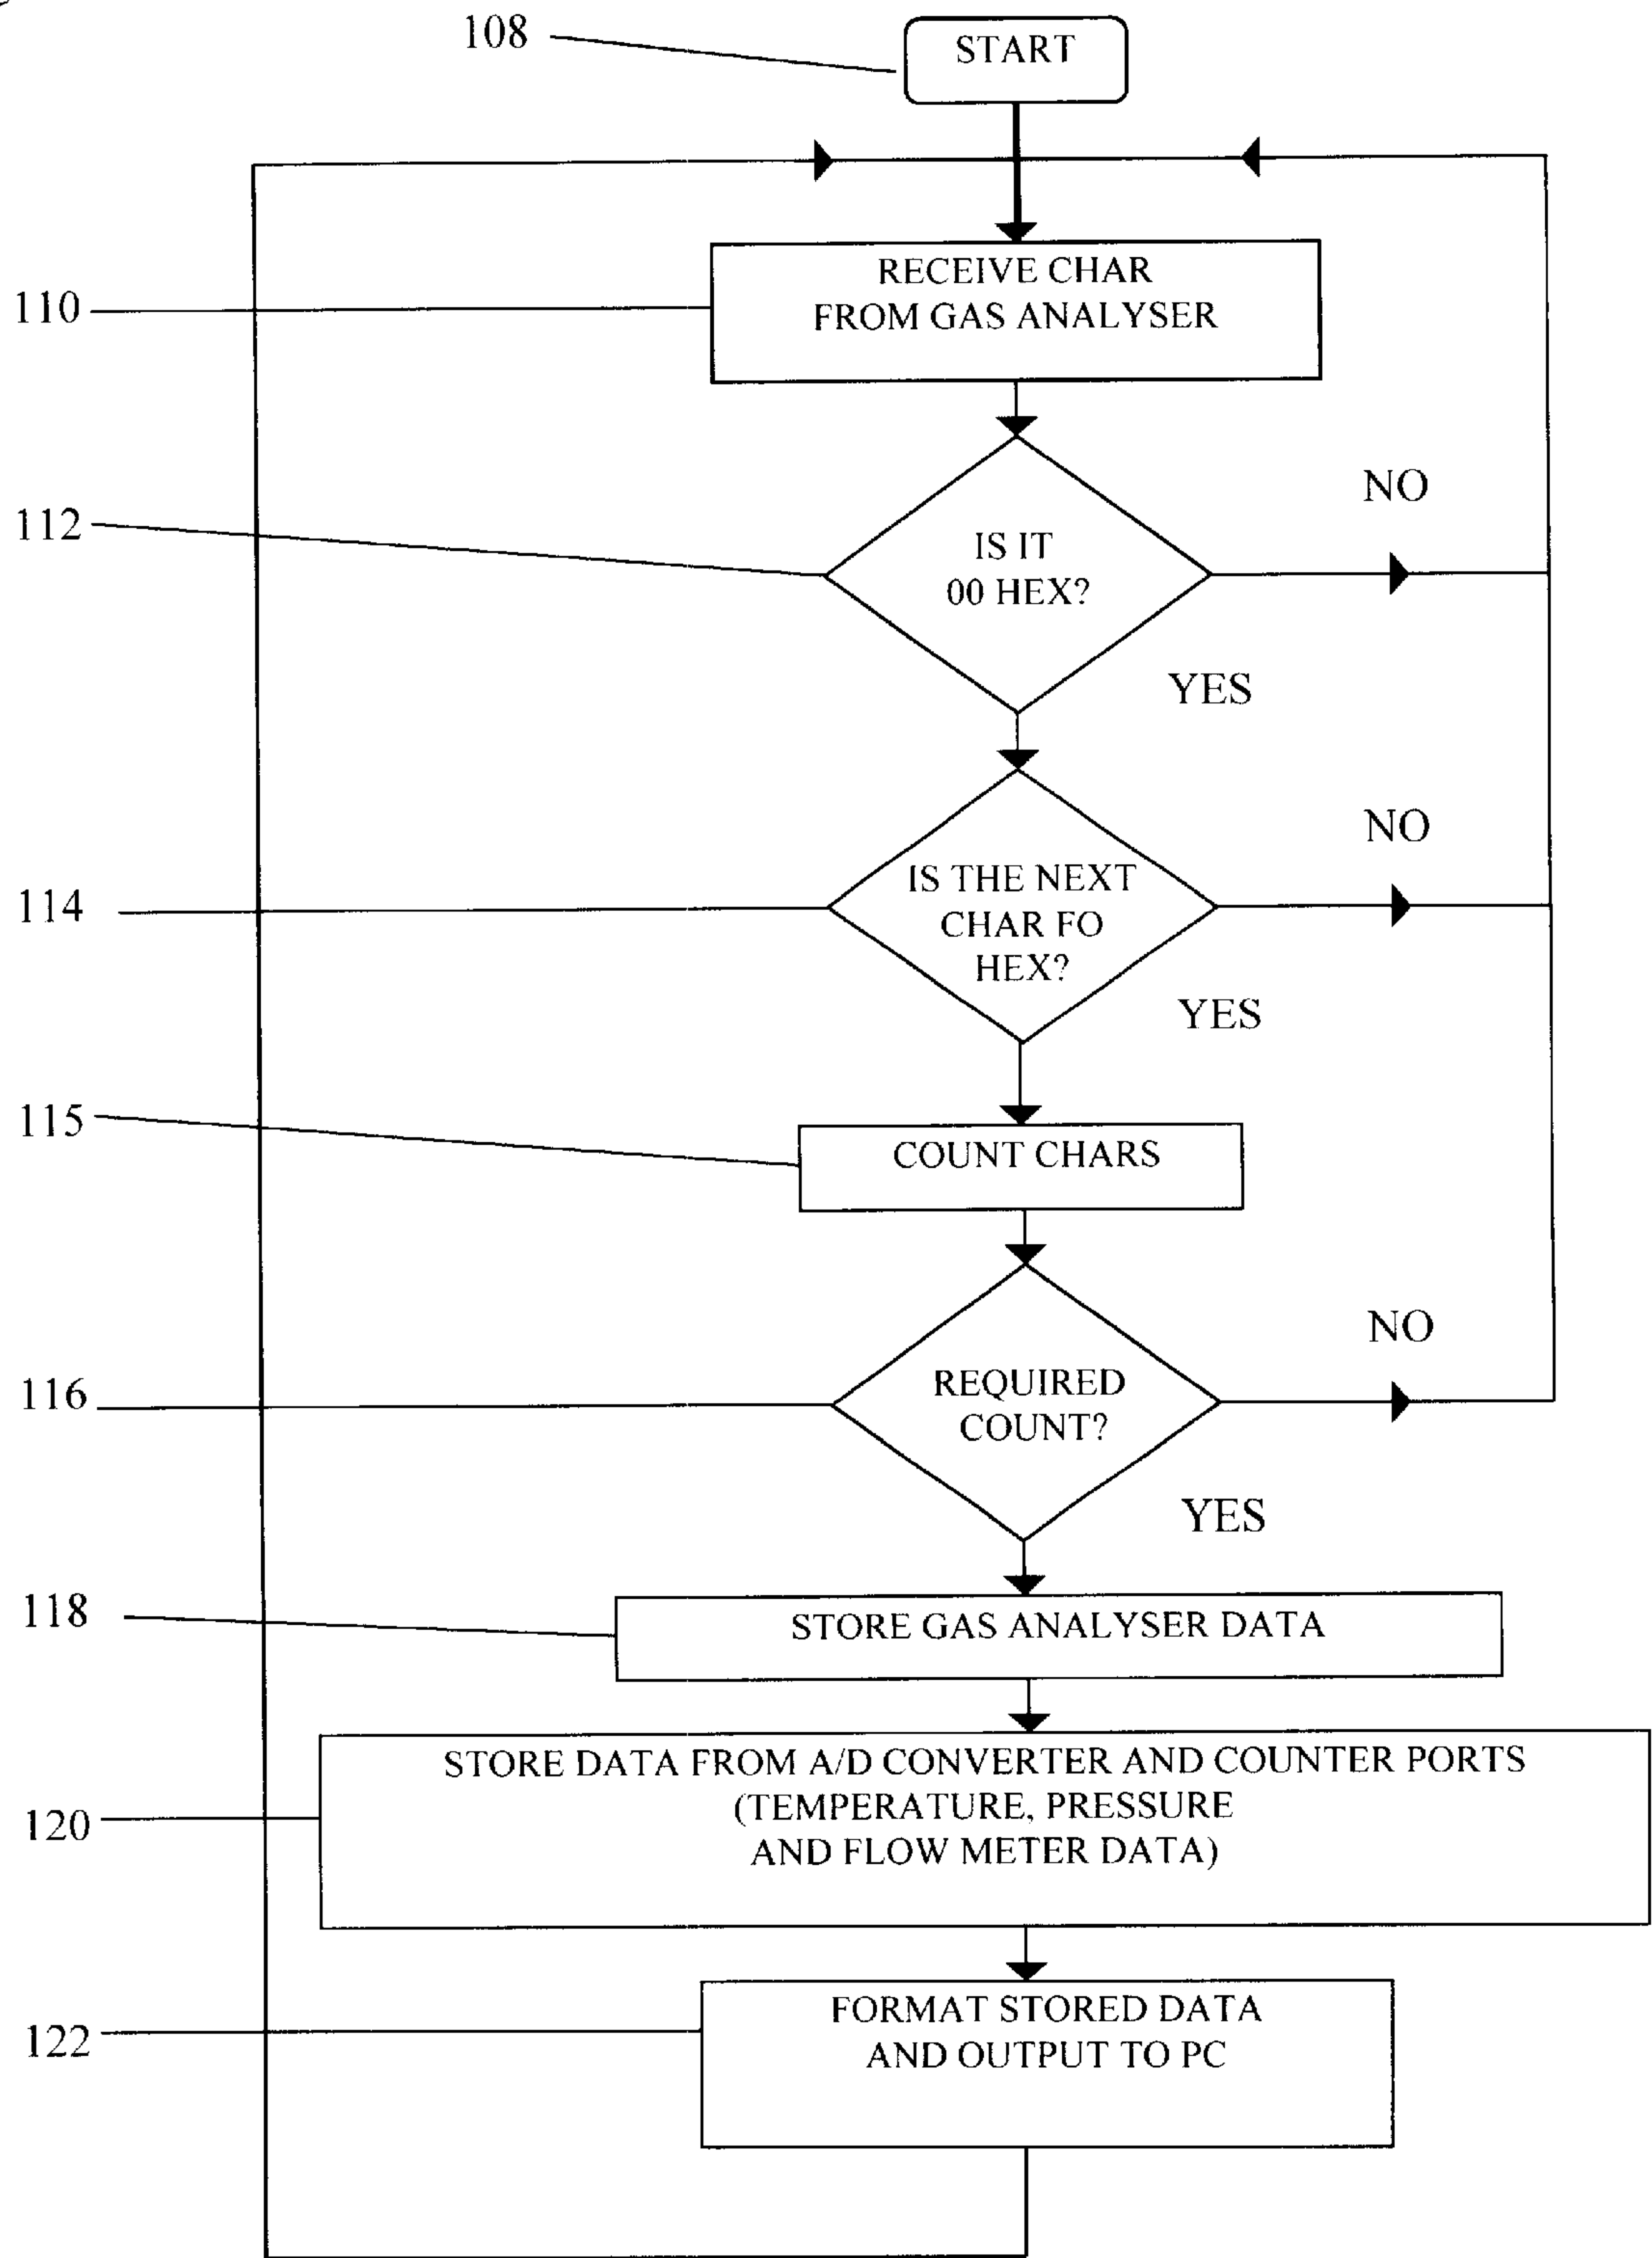 108
START
RECEIVE CHAR
FROM GAS ANALYSER
110
NO
112
IS IT
00 HEX?
YES
NO
IS THE NEXT
114
CHAR FO
HEX?
YES
115
COUNT CHARS
NO
116
REQUIRED
COUNT?
YES
118
STORE GAS ANALYSER DATA
STORE DATA FROM A/D CONVERTER AND COUNTER PORTS
(TEMPERATURE, PRESSURE
120
AND FLOW METER DATA)
FORMAT STORED DATA
122
AND OUTPUT TO PC